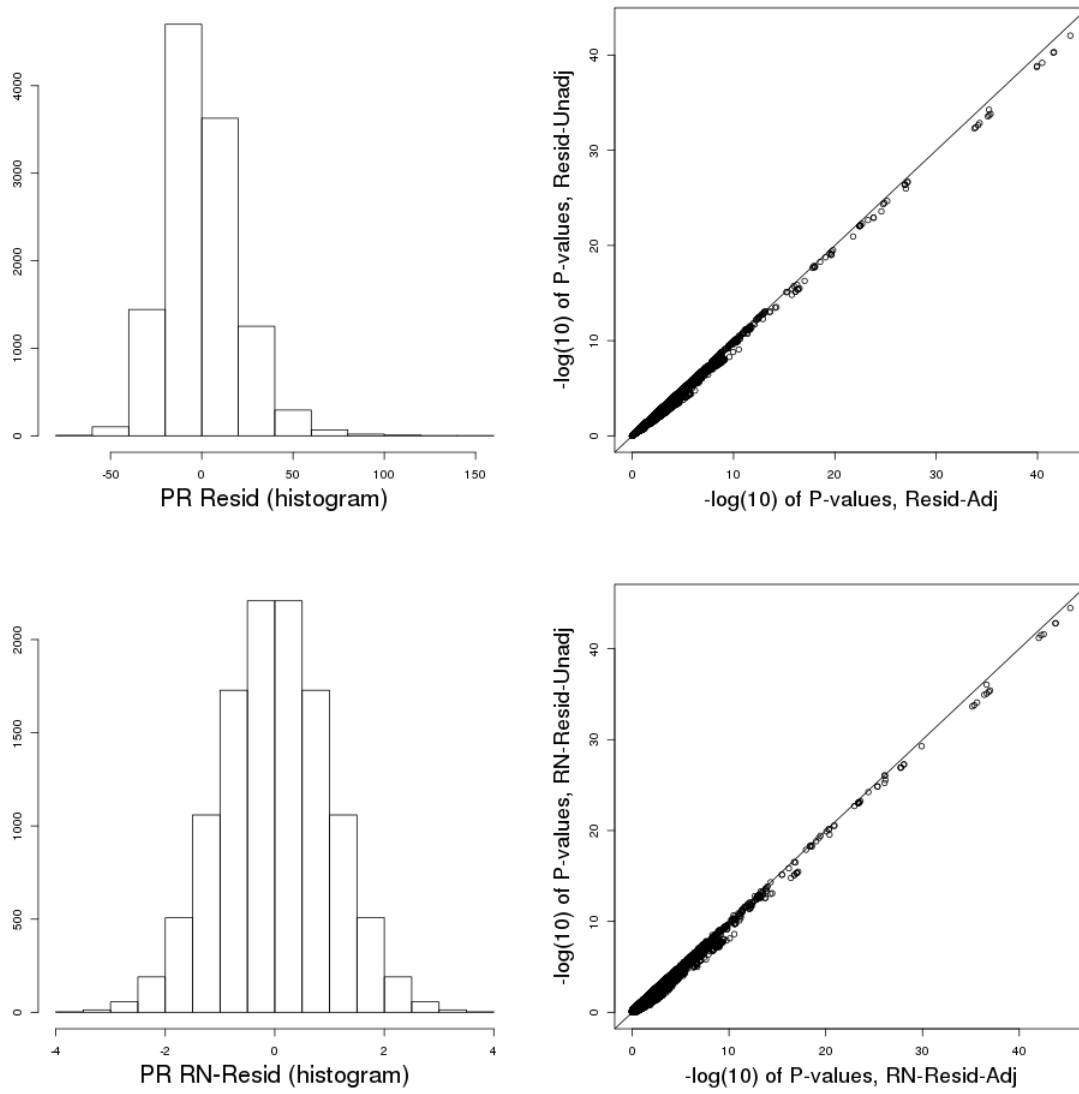 4000
3000
2000
1000
0
-50 0 50 100 150
PR Resid (histogram)
-log(10) of P-values, Resid-Unadj
40
30
20
10
0
0 10 20 30 40
-log(10) of P-values, Resid-Adj
2000
1500
1000
500
0
-4 -2 0 2 4
PR RN-Resid (histogram)
-log(10) of P-values, RN-Resid-Unadj
40
30
20
10
0
0 10 20 30 40
-log(10) of P-values, RN-Resid-Adj